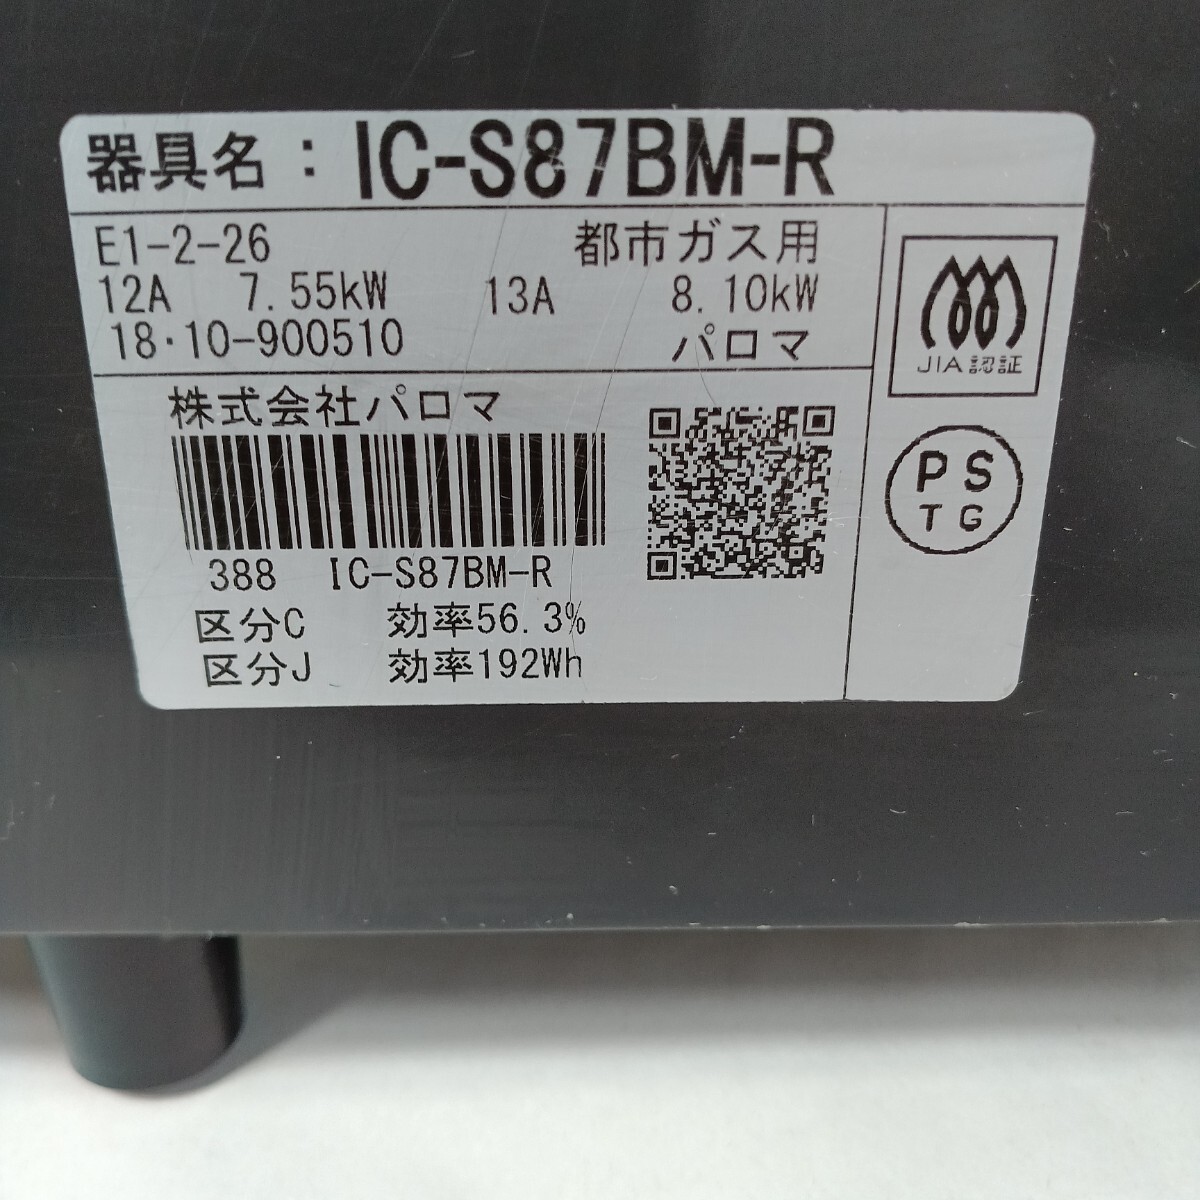 器具名：IC-S87BM-R
E1-2-26 都市ガス用
12A 7.55kW 13A 8.10kW
18・10-900510 パロマ
JIA認証
株式会社パロマ
PS
TG
388 IC-S87BM-R
区分C 効率56.3%
区分J 効率192Wh